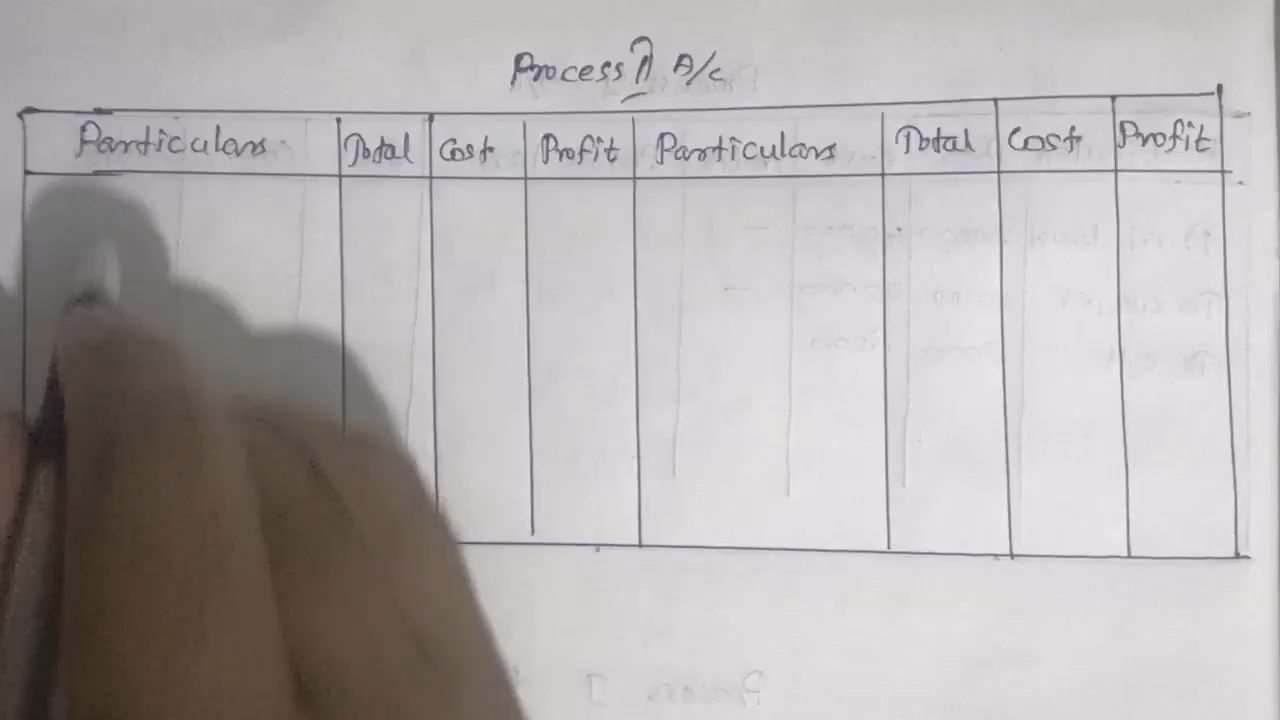 Process II A/c
Particulars Total Cost Profit Particulars Total Cost Profit